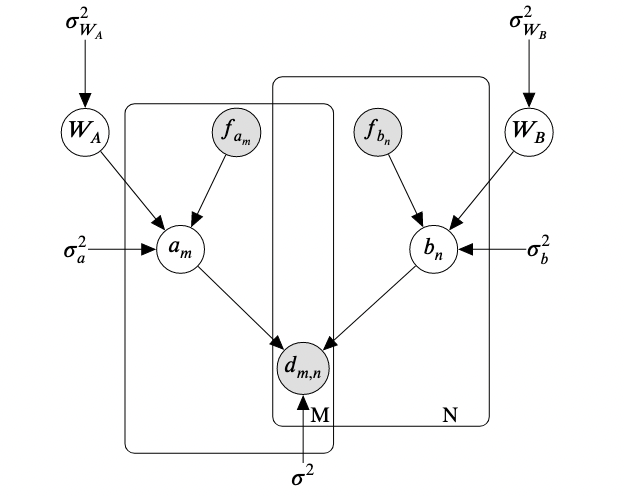 σ²_{W_A} σ²_{W_B}
W_A f_{a_m} f_{b_n} W_B
σ²_a a_m b_n σ²_b
d_{m,n}
M N
σ²